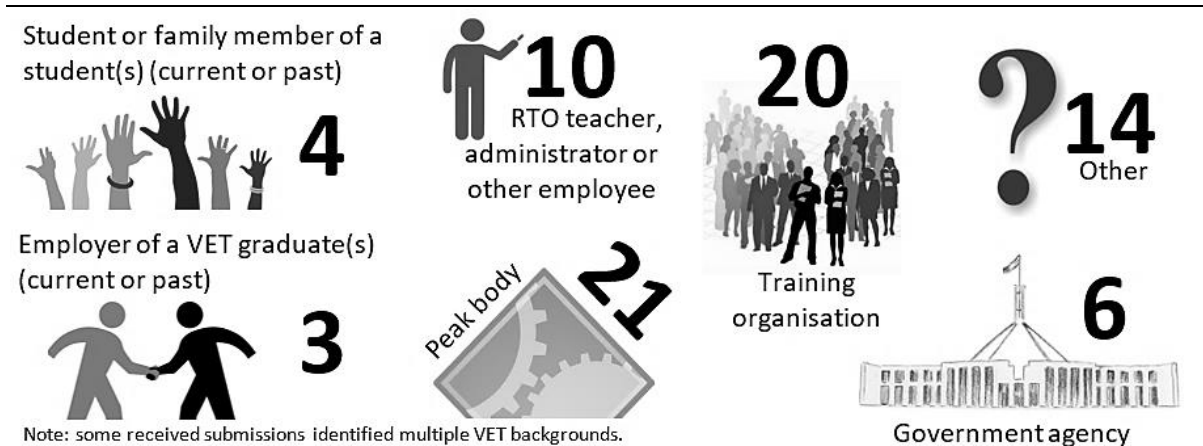 Student or family member of a
student(s) (current or past)
4
10
RTO teacher,
administrator or
other employee
20
Training
organisation
14
Other
Employer of a VET graduate(s)
(current or past)
3
Peak body
21
6
Government agency
Note: some received submissions identified multiple VET backgrounds.